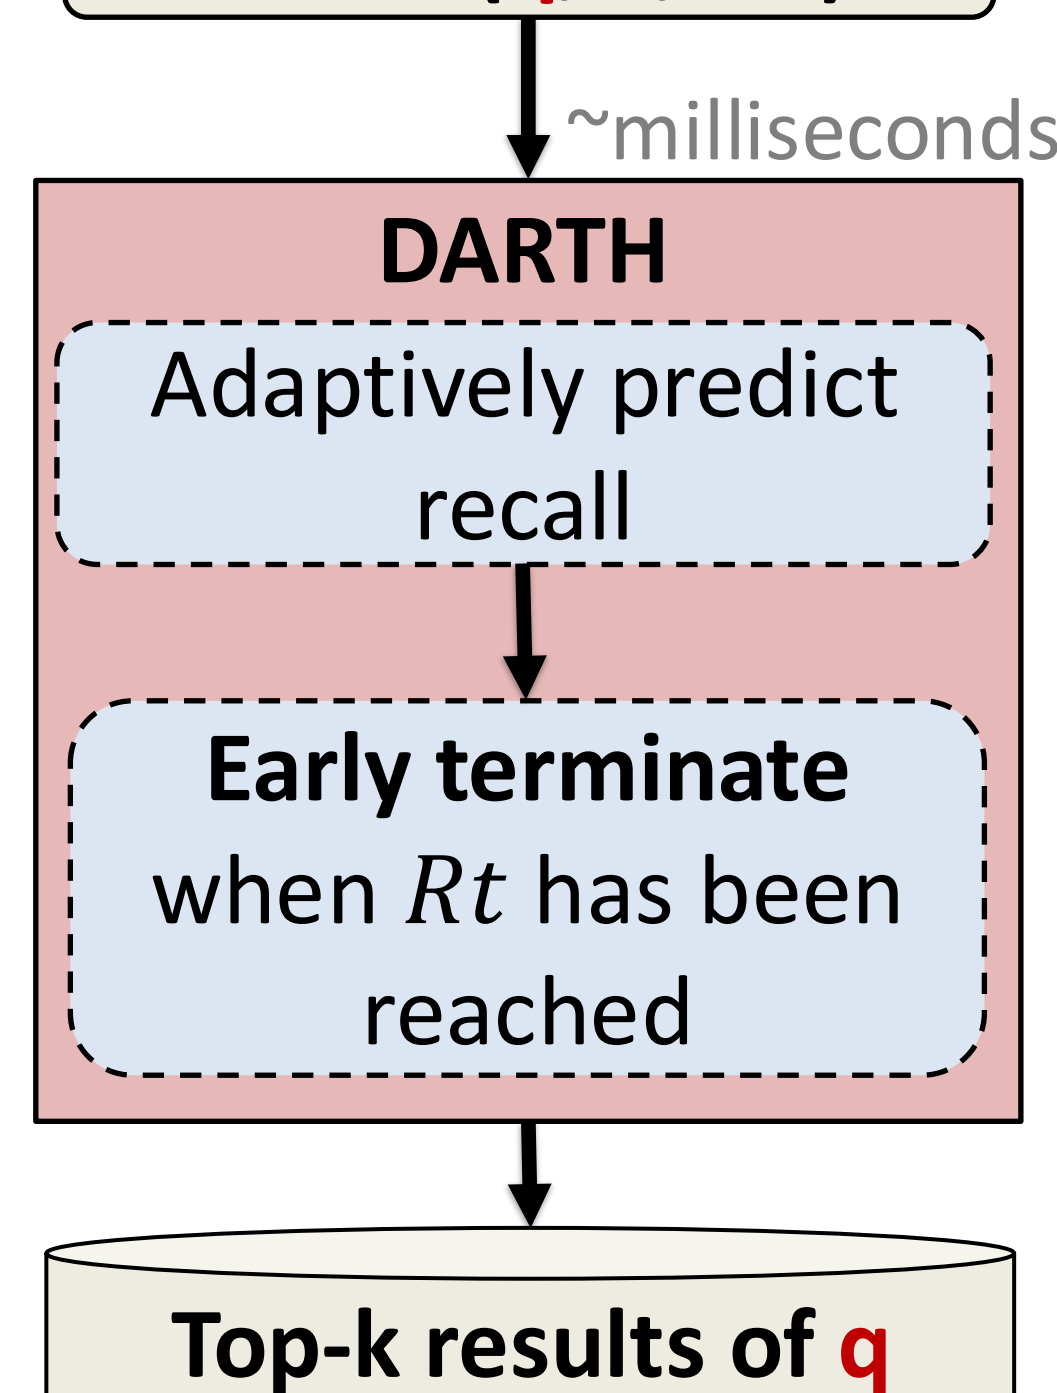 ~milliseconds
DARTH
Adaptively predict
recall
Early terminate
when Rt has been
reached
Top-k results of q